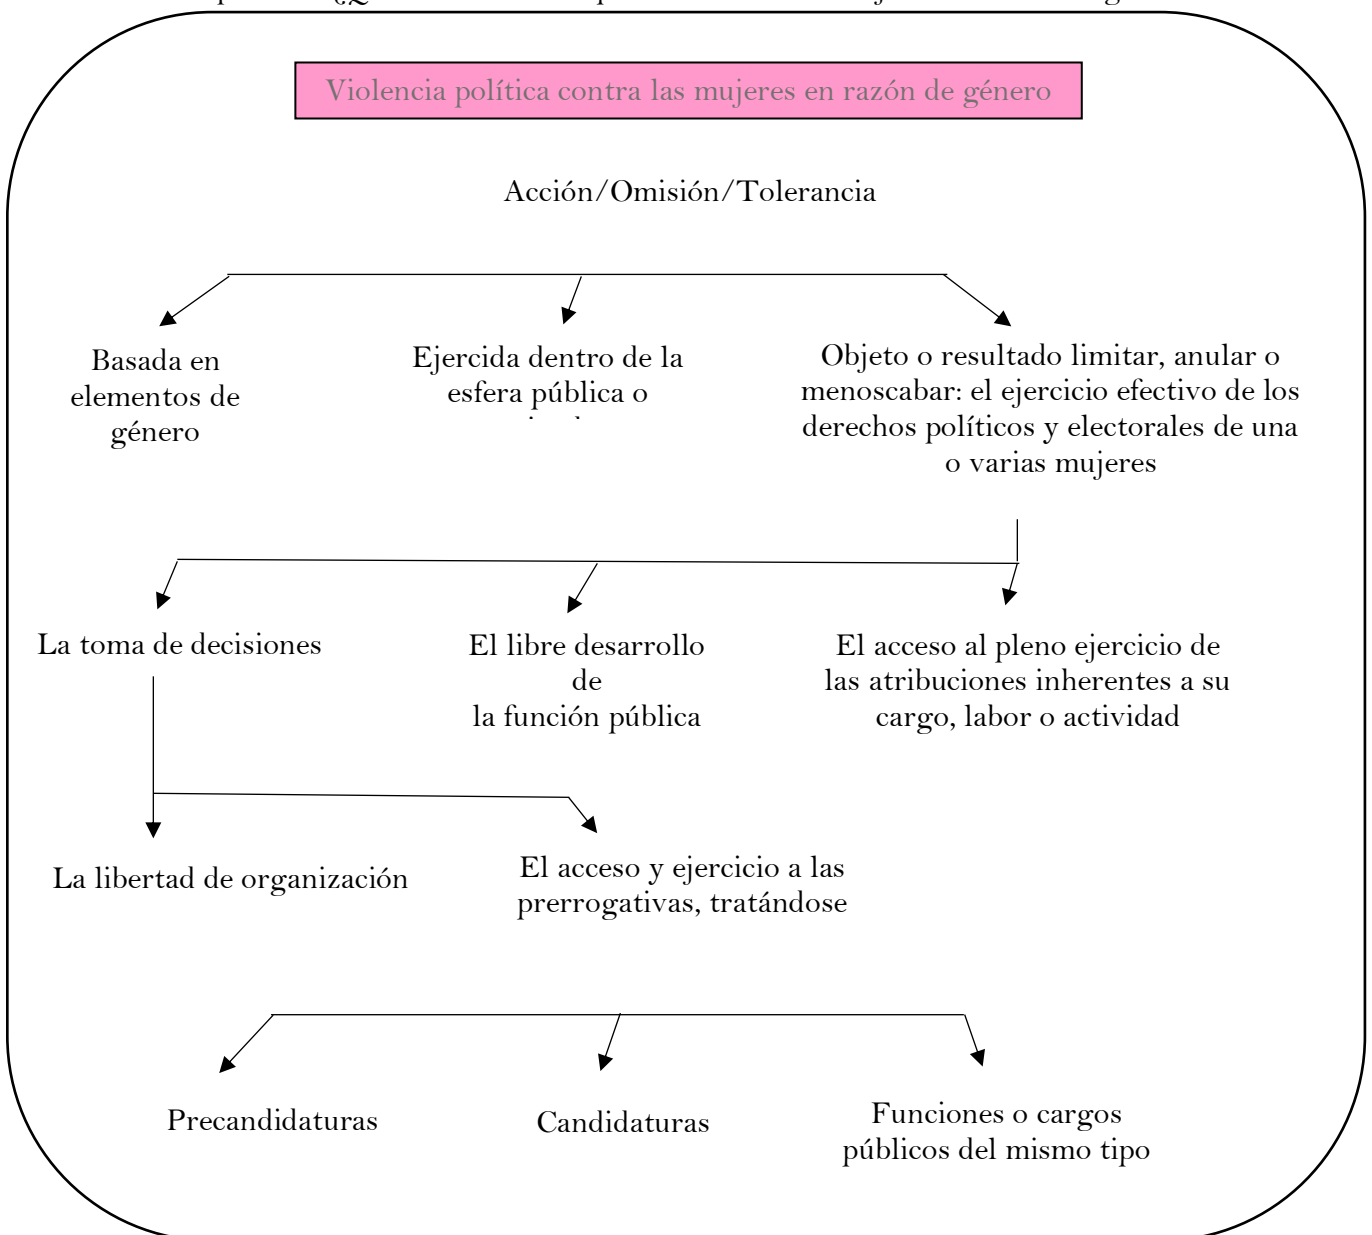 Violencia política contra las mujeres en razón de género
Acción/Omisión/Tolerancia
Basada en
elementos de
género
Ejercida dentro de la
esfera pública o
Objeto o resultado limitar, anular o
menoscabar: el ejercicio efectivo de los
derechos políticos y electorales de una
o varias mujeres
La toma de decisiones
El libre desarrollo
de
la función pública
El acceso al pleno ejercicio de
las atribuciones inherentes a su
cargo, labor o actividad
La libertad de organización
El acceso y ejercicio a las
prerrogativas, tratándose
Precandidaturas
Candidaturas
Funciones o cargos
públicos del mismo tipo